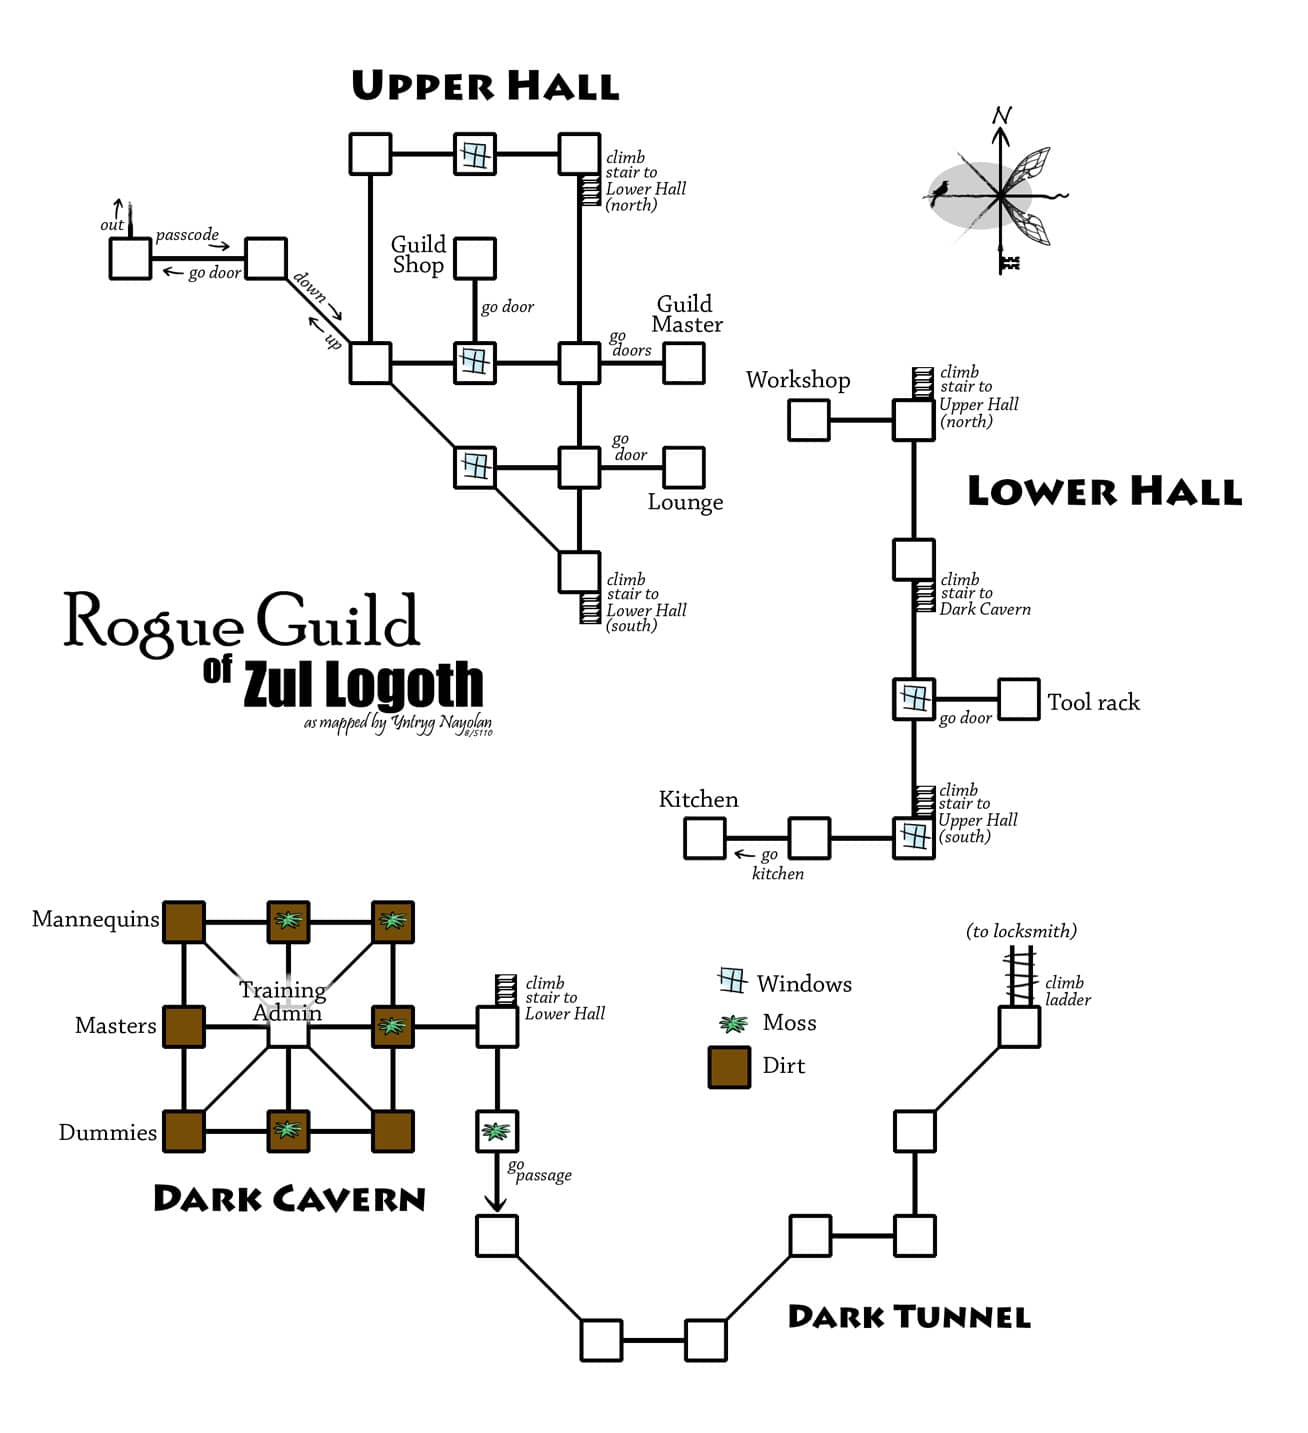 UPPER HALL
N
climb
stair to
Lower Hall
(north)
out
passcode
go door
down
up
Guild
Shop
go door
Guild
Master
go
doors
go
door
Lounge
climb
stair to
Lower Hall
(south)
Workshop
climb
stair to
Upper Hall
(north)
LOWER HALL
climb
stair to
Dark Cavern
go door
Tool rack
climb
stair to
Upper Hall
(south)
Kitchen
go
kitchen
Rogue Guild
of Zul Logoth
as mapped by Yntryg Nayolan
8/5110
Mannequins
Training
Admin
Masters
Dummies
climb
stair to
Lower Hall
go
passage
DARK CAVERN
Windows
Moss
Dirt
(to locksmith)
climb
ladder
DARK TUNNEL